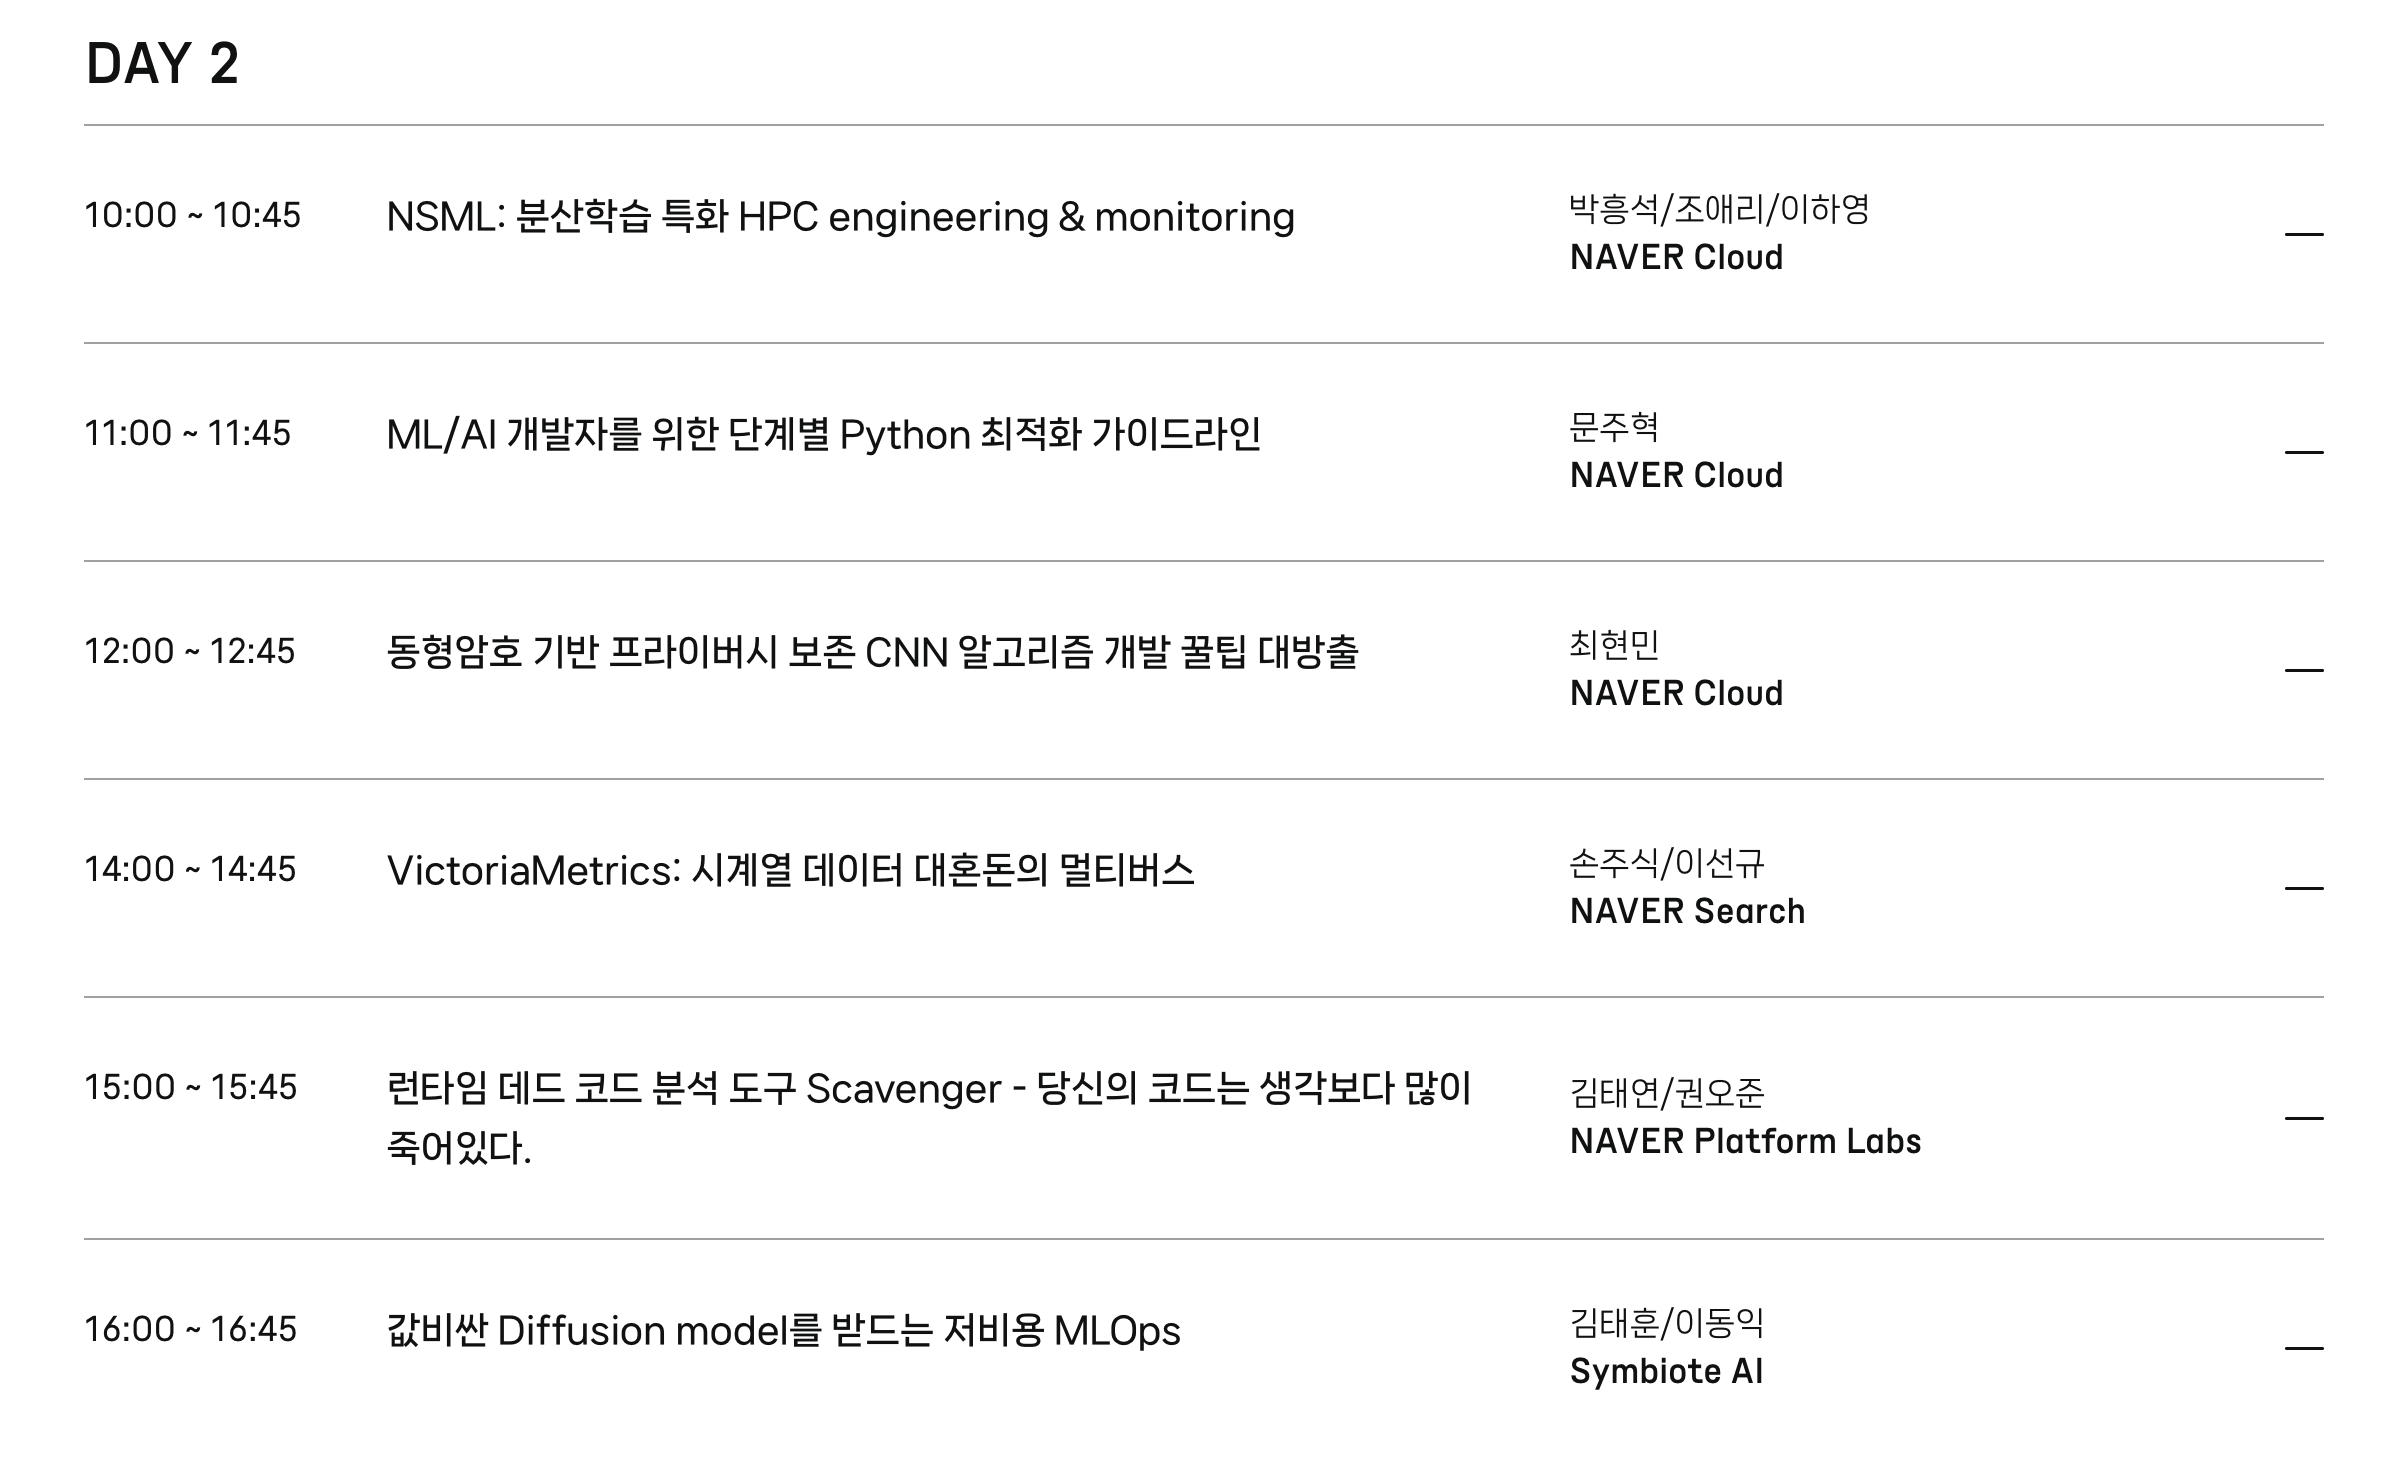 DAY 2
10:00 ~ 10:45
NSML: 분산학습 특화 HPC engineering & monitoring
박흥석/조애리/이하영
NAVER Cloud
11:00 ~ 11:45
ML/AI 개발자를 위한 단계별 Python 최적화 가이드라인
문주혁
NAVER Cloud
12:00 ~ 12:45
동형암호 기반 프라이버시 보존 CNN 알고리즘 개발 꿀팁 대방출
최현민
NAVER Cloud
14:00 ~ 14:45
VictoriaMetrics: 시계열 데이터 대혼돈의 멀티버스
손주식/이선규
NAVER Search
15:00 ~ 15:45
런타임 데드 코드 분석 도구 Scavenger - 당신의 코드는 생각보다 많이
죽어있다.
김태연/권오준
NAVER Platform Labs
16:00 ~ 16:45
값비싼 Diffusion model를 받드는 저비용 MLOps
김태훈/이동익
Symbiote AI